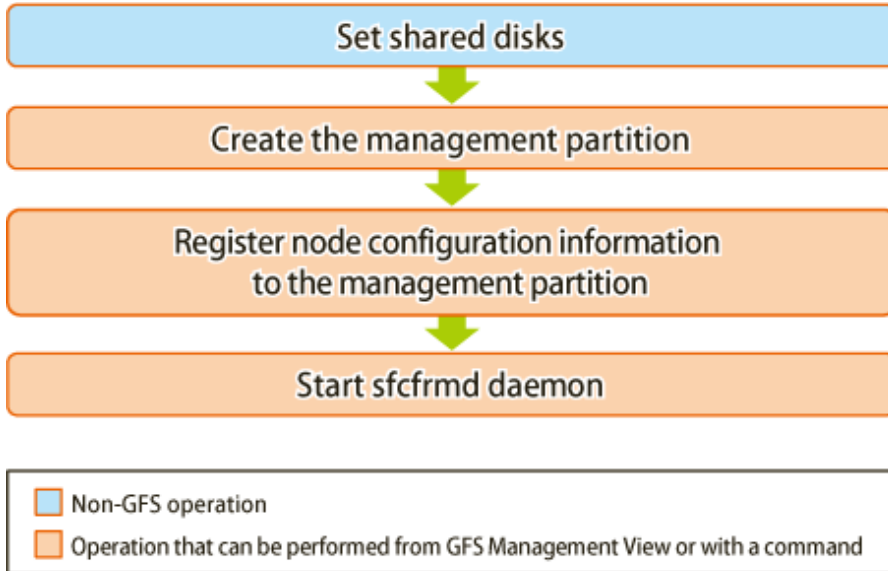 Set shared disks
Create the management partition
Register node configuration information
to the management partition
Start sfcfrmd daemon
Non-GFS operation
Operation that can be performed from GFS Management View or with a command